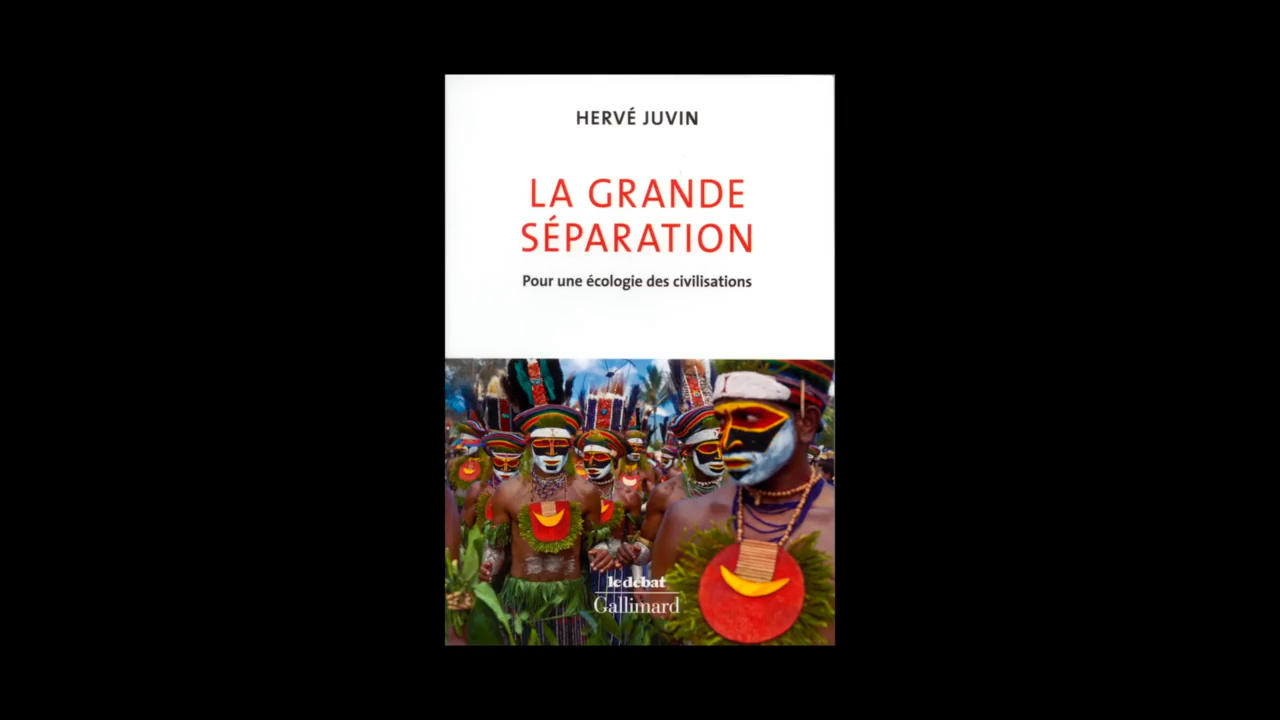 HERVÉ JUVIN
LA GRANDE
SÉPARATION
Pour une écologie des civilisations
le débat
Gallimard